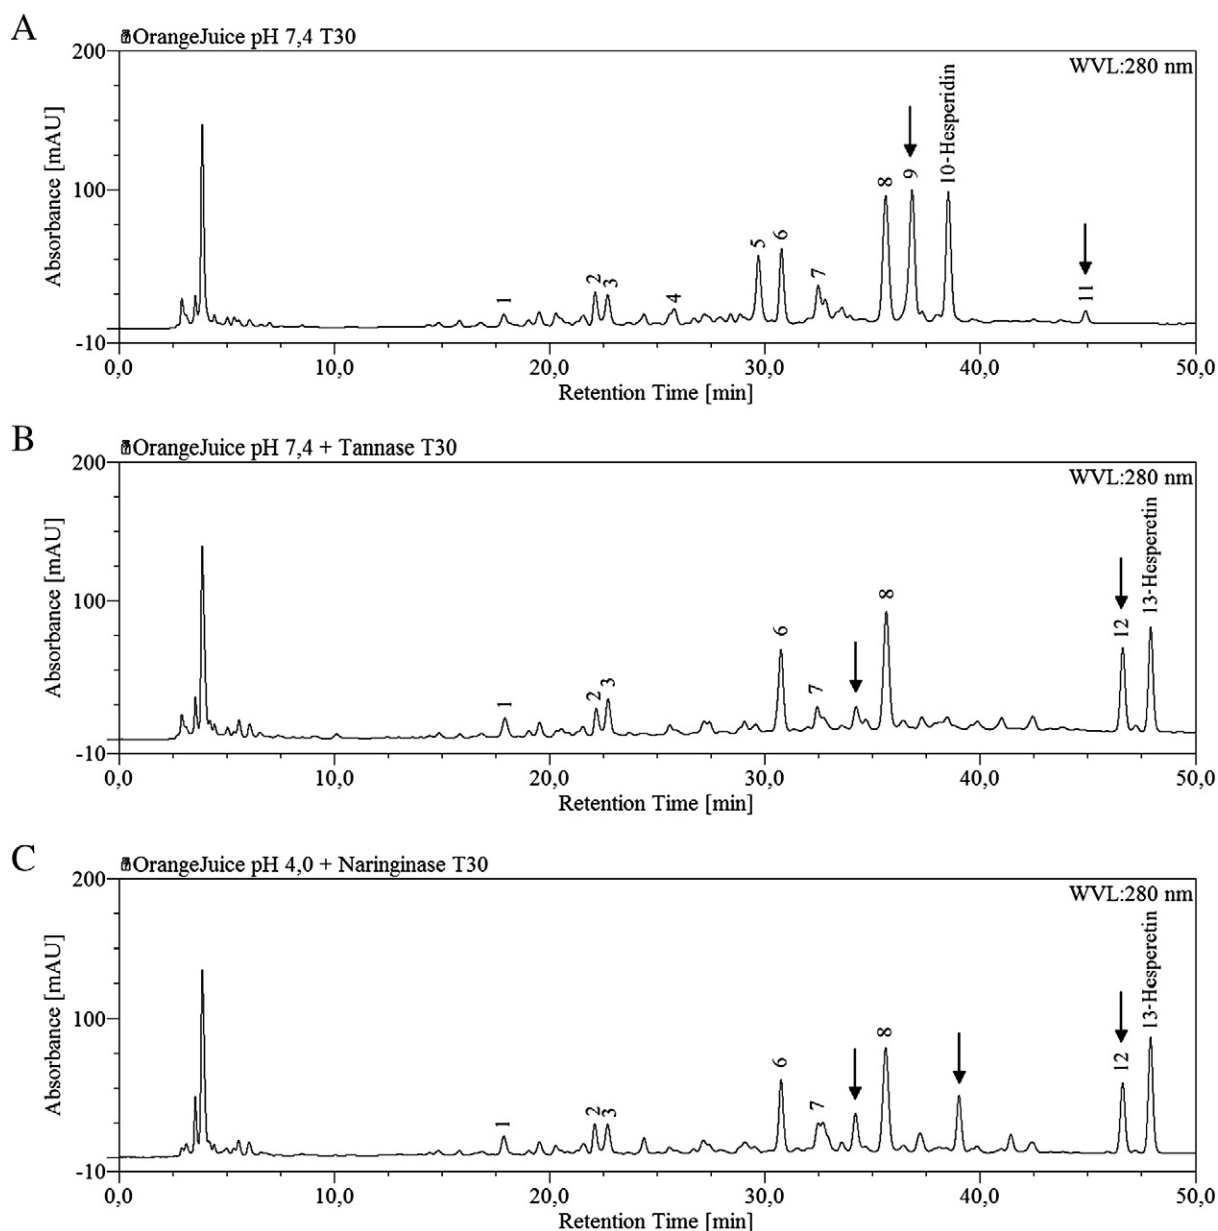 A
OrangeJuice pH 7,4 T30
200
WVL:280 nm
100
-10
Absorbance [mAU]
1
2
3
4
5
6
7
8
9
10-Hesperidin
11
0,0 10,0 20,0 30,0 40,0 50,0
Retention Time [min]
B
OrangeJuice pH 7,4 + Tannase T30
200
WVL:280 nm
100
-10
Absorbance [mAU]
1
2
3
6
7
8
12
13-Hesperetin
0,0 10,0 20,0 30,0 40,0 50,0
Retention Time [min]
C
OrangeJuice pH 4,0 + Naringinase T30
200
WVL:280 nm
100
-10
Absorbance [mAU]
1
2
3
6
7
8
12
13-Hesperetin
0,0 10,0 20,0 30,0 40,0 50,0
Retention Time [min]